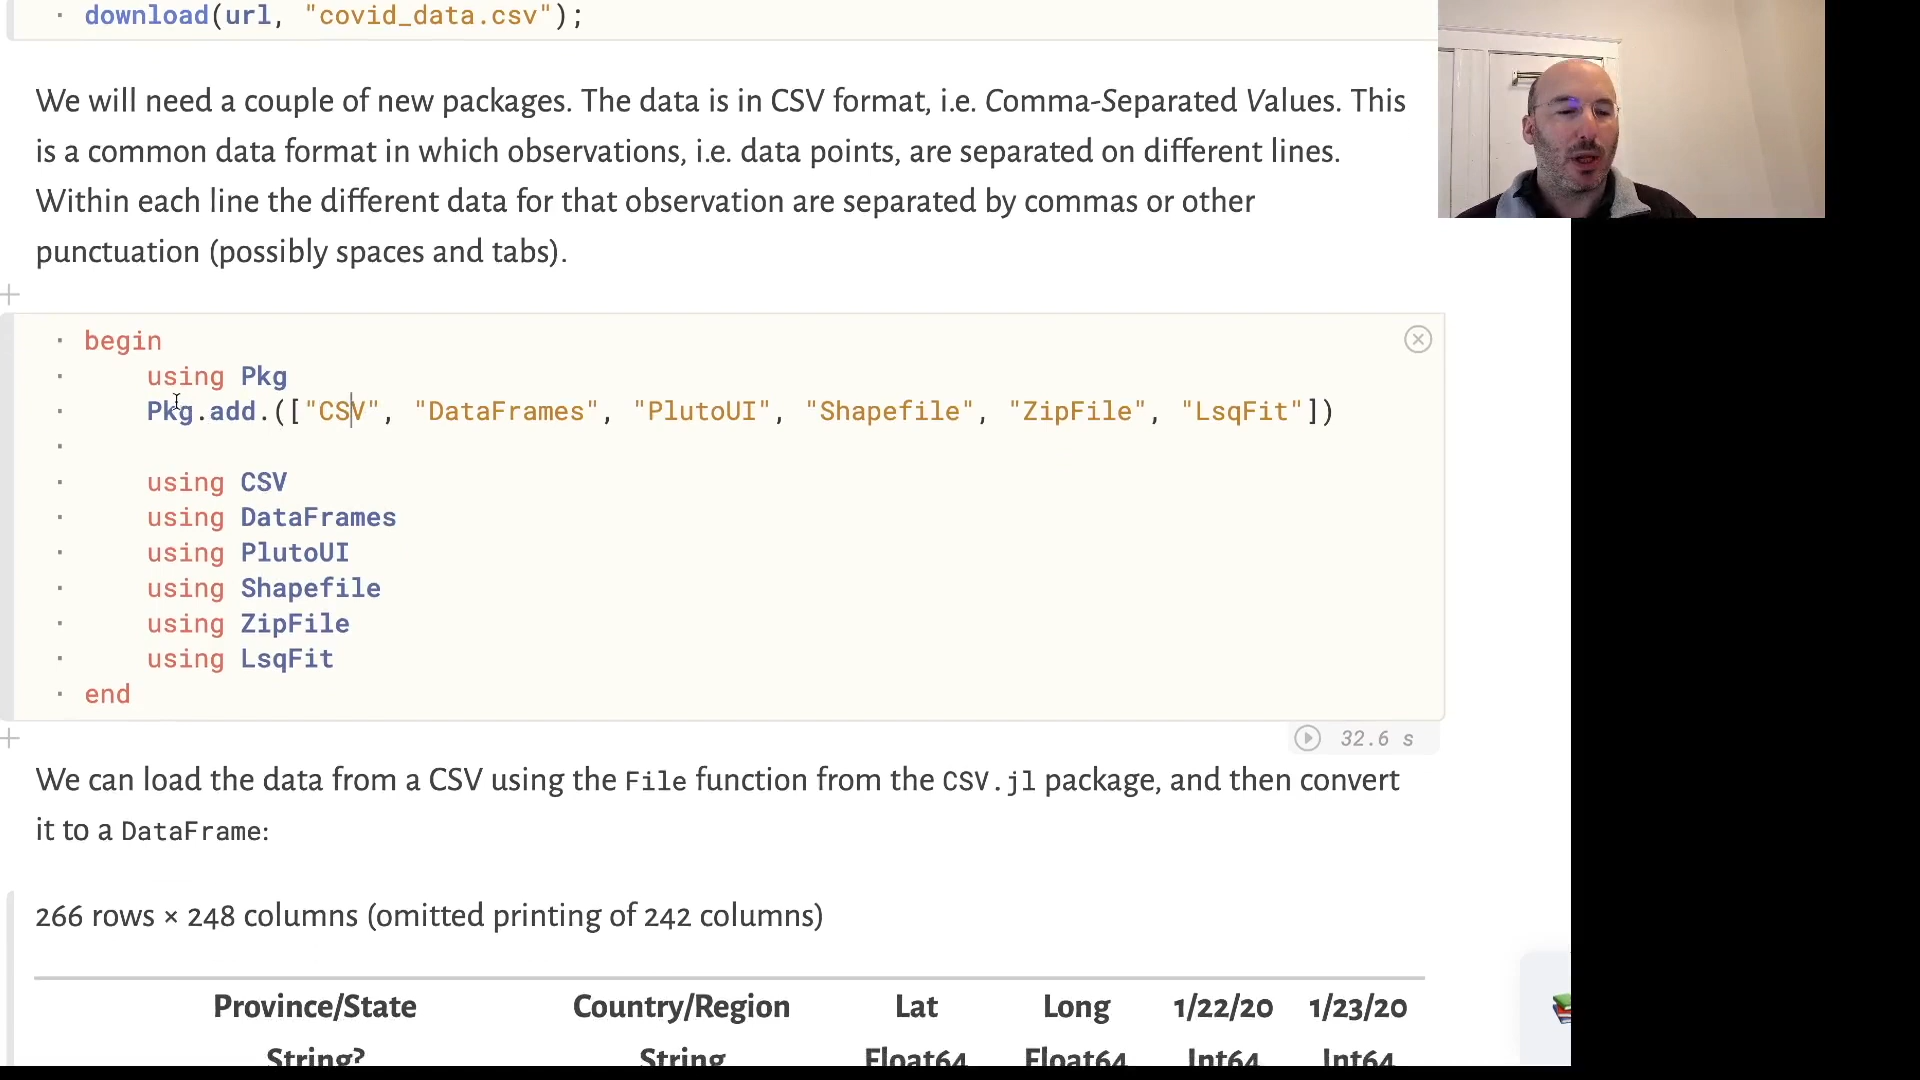 download(url, "covid_data.csv");
We will need a couple of new packages. The data is in CSV format, i.e. Comma-Separated Values. This
is a common data format in which observations, i.e. data points, are separated on different lines.
Within each line the different data for that observation are separated by commas or other
punctuation (possibly spaces and tabs).
begin
using Pkg
Pkg.add.(["CSV", "DataFrames", "PlutoUI", "Shapefile", "ZipFile", "LsqFit"])
using CSV
using DataFrames
using PlutoUI
using Shapefile
using ZipFile
using LsqFit
end
32.6 s
We can load the data from a CSV using the File function from the CSV.jl package, and then convert
it to a DataFrame:
266 rows × 248 columns (omitted printing of 242 columns)
Province/State Country/Region Lat Long 1/22/20 1/23/20
String? String Float64 Float64 Int64 Int64